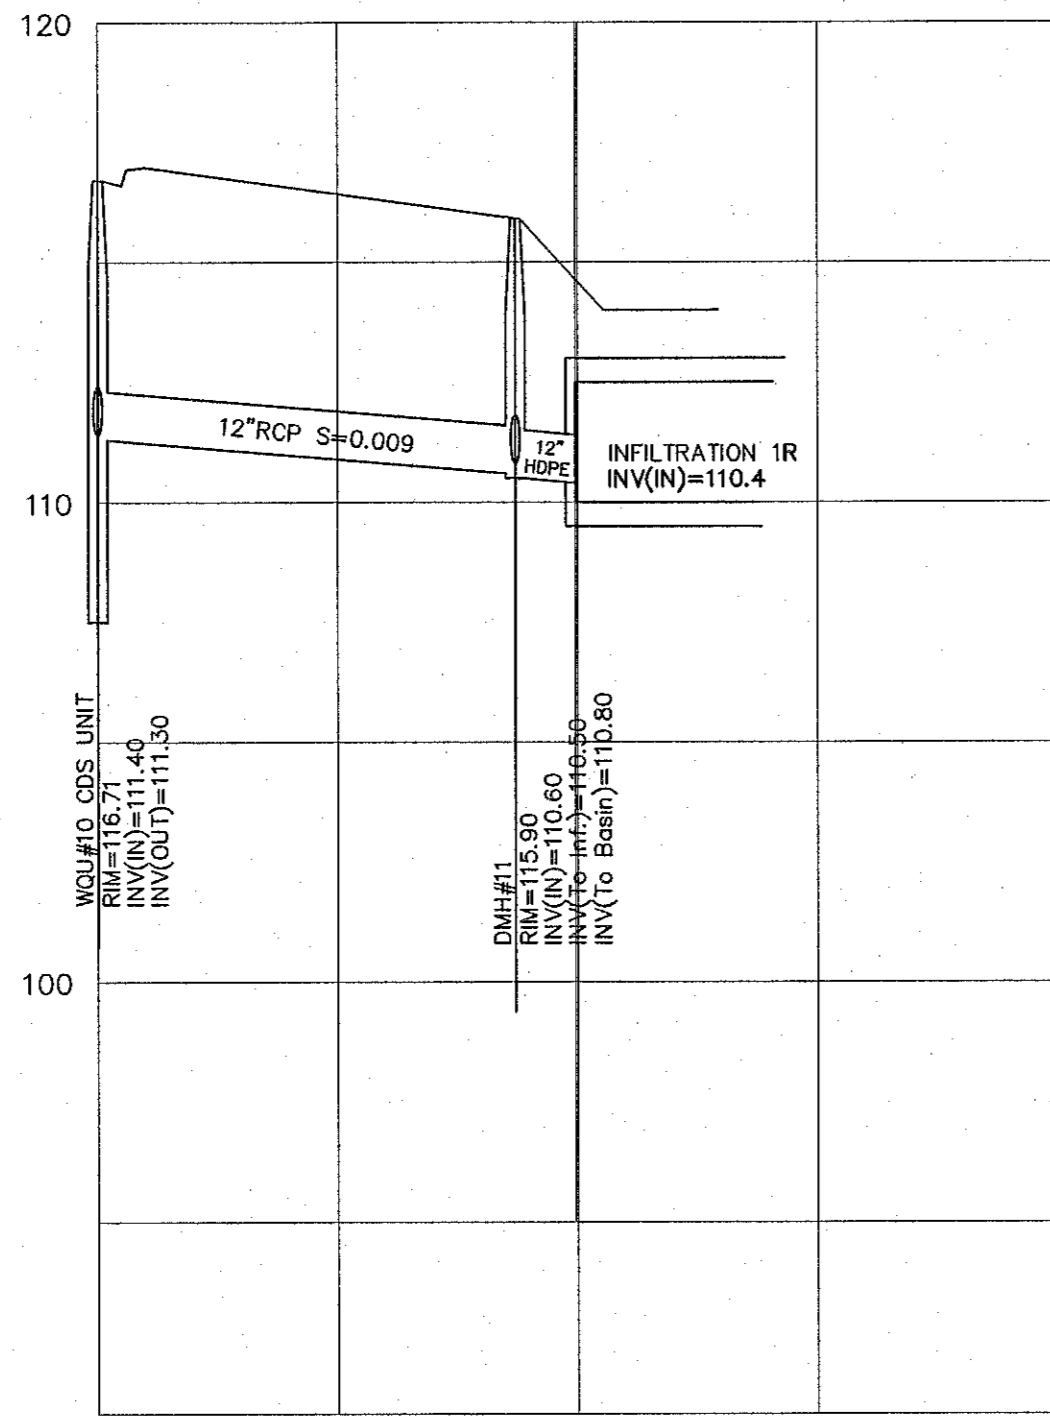 120
12"RCP S=0.009
12"
HDPE
INFILTRATION 1R
INV(IN)=110.4
110
WQU#10 CDS UNIT
RIM=116.71
INV(IN)=111.40
INV(OUT)=111.30
DMH#11
RIM=115.90
INV(IN)=110.60
INV(To Inf.)=110.50
INV(To Basin)=110.80
100